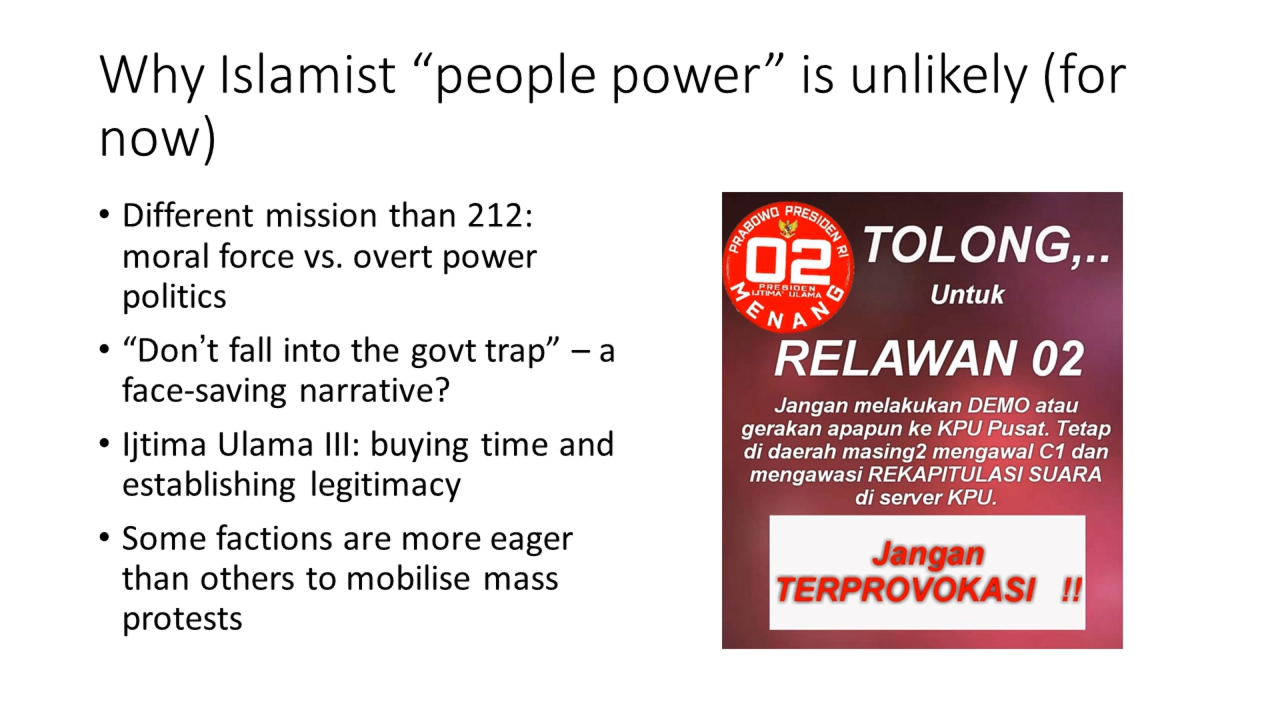 Why Islamist “people power” is unlikely (for
now)
• Different mission than 212:
moral force vs. overt power
politics
• “Don’t fall into the govt trap” – a
face-saving narrative?
• Ijtima Ulama III: buying time and
establishing legitimacy
• Some factions are more eager
than others to mobilise mass
protests
PRABOWO PRESIDEN RI
02
PRESIDEN
IJTIMA' ULAMA
MENANG
TOLONG,..
Untuk
RELAWAN 02
Jangan melakukan DEMO atau
gerakan apapun ke KPU Pusat. Tetap
di daerah masing2 mengawal C1 dan
mengawasi REKAPITULASI SUARA
di server KPU.
Jangan
TERPROVOKASI !!